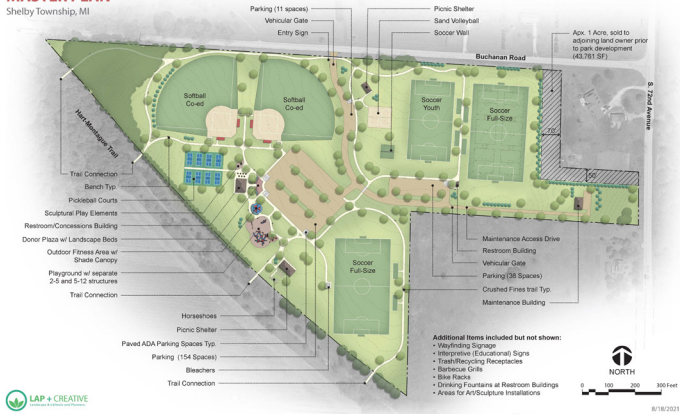 MASTER PLAN
Shelby Township, MI
Parking (11 spaces)
Vehicular Gate
Entry Sign
Picnic Shelter
Sand Volleyball
Soccer Wall
Buchanan Road
Apx. 1 Acre, sold to
adjoining land owner prior
to park development
(43,761 SF)
S. 72nd Avenue
Softball
Co-ed
Softball
Co-ed
Soccer
Youth
Soccer
Full-Size
70'
50'
Hart-Montague Trail
Trail Connection
Bench Typ.
Pickleball Courts
Sculptural Play Elements
Restroom/Concessions Building
Donor Plaza w/ Landscape Beds
Outdoor Fitness Area w/
Shade Canopy
Playground w/ separate
2-5 and 5-12 structures
Trail Connection
Horseshoes
Picnic Shelter
Paved ADA Parking Spaces Typ.
Parking (154 Spaces)
Bleachers
Trail Connection
Soccer
Full-Size
Maintenance Access Drive
Restroom Building
Vehicular Gate
Parking (38 Spaces)
Crushed Fines trail Typ.
Maintenance Building
Additional Items included but not shown:
• Wayfinding Signage
• Interpretive (Educational) Signs
• Trash/Recycling Receptacles
• Barbecue Grills
• Bike Racks
• Drinking Fountains at Restroom Buildings
• Areas for Art/Sculpture Installations
NORTH
0 100 200 300 Feet
LAP + CREATIVE
8/18/2021